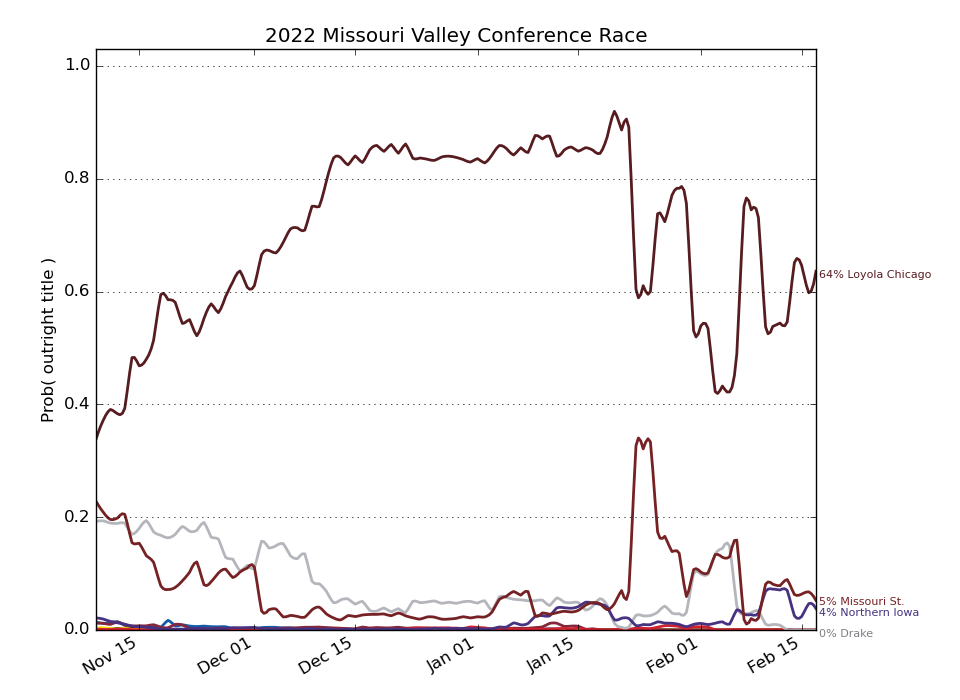 2022 Missouri Valley Conference Race
Prob( outright title )
1.0
0.8
0.6
0.4
0.2
0.0
64% Loyola Chicago
5% Missouri St.
4% Northern Iowa
0% Drake
Nov 15
Dec 01
Dec 15
Jan 01
Jan 15
Feb 01
Feb 15